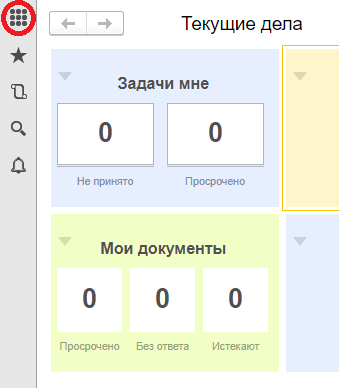 Текущие дела
Задачи мне
0 0
Не принято Просрочено
Мои документы
0 0 0
Просрочено Без ответа Истекают